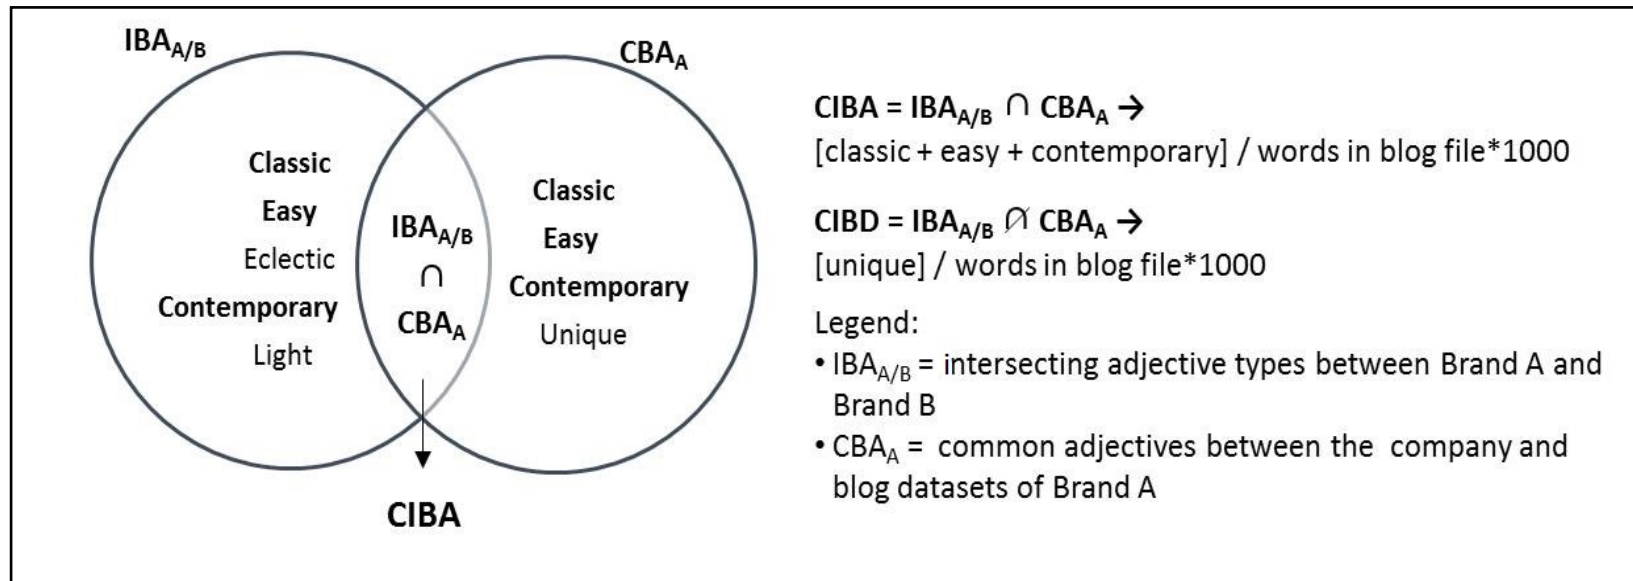 IBA_A/B
CBA_A
Classic
Easy
Eclectic
Contemporary
Light
IBA_A/B
∩
CBA_A
Classic
Easy
Contemporary
Unique
CIBA
CIBA = IBA_A/B ∩ CBA_A →
[classic + easy + contemporary] / words in blog file*1000
CIBD = IBA_A/B ∩̸ CBA_A →
[unique] / words in blog file*1000
Legend:
• IBA_A/B = intersecting adjective types between Brand A and
Brand B
• CBA_A = common adjectives between the company and
blog datasets of Brand A